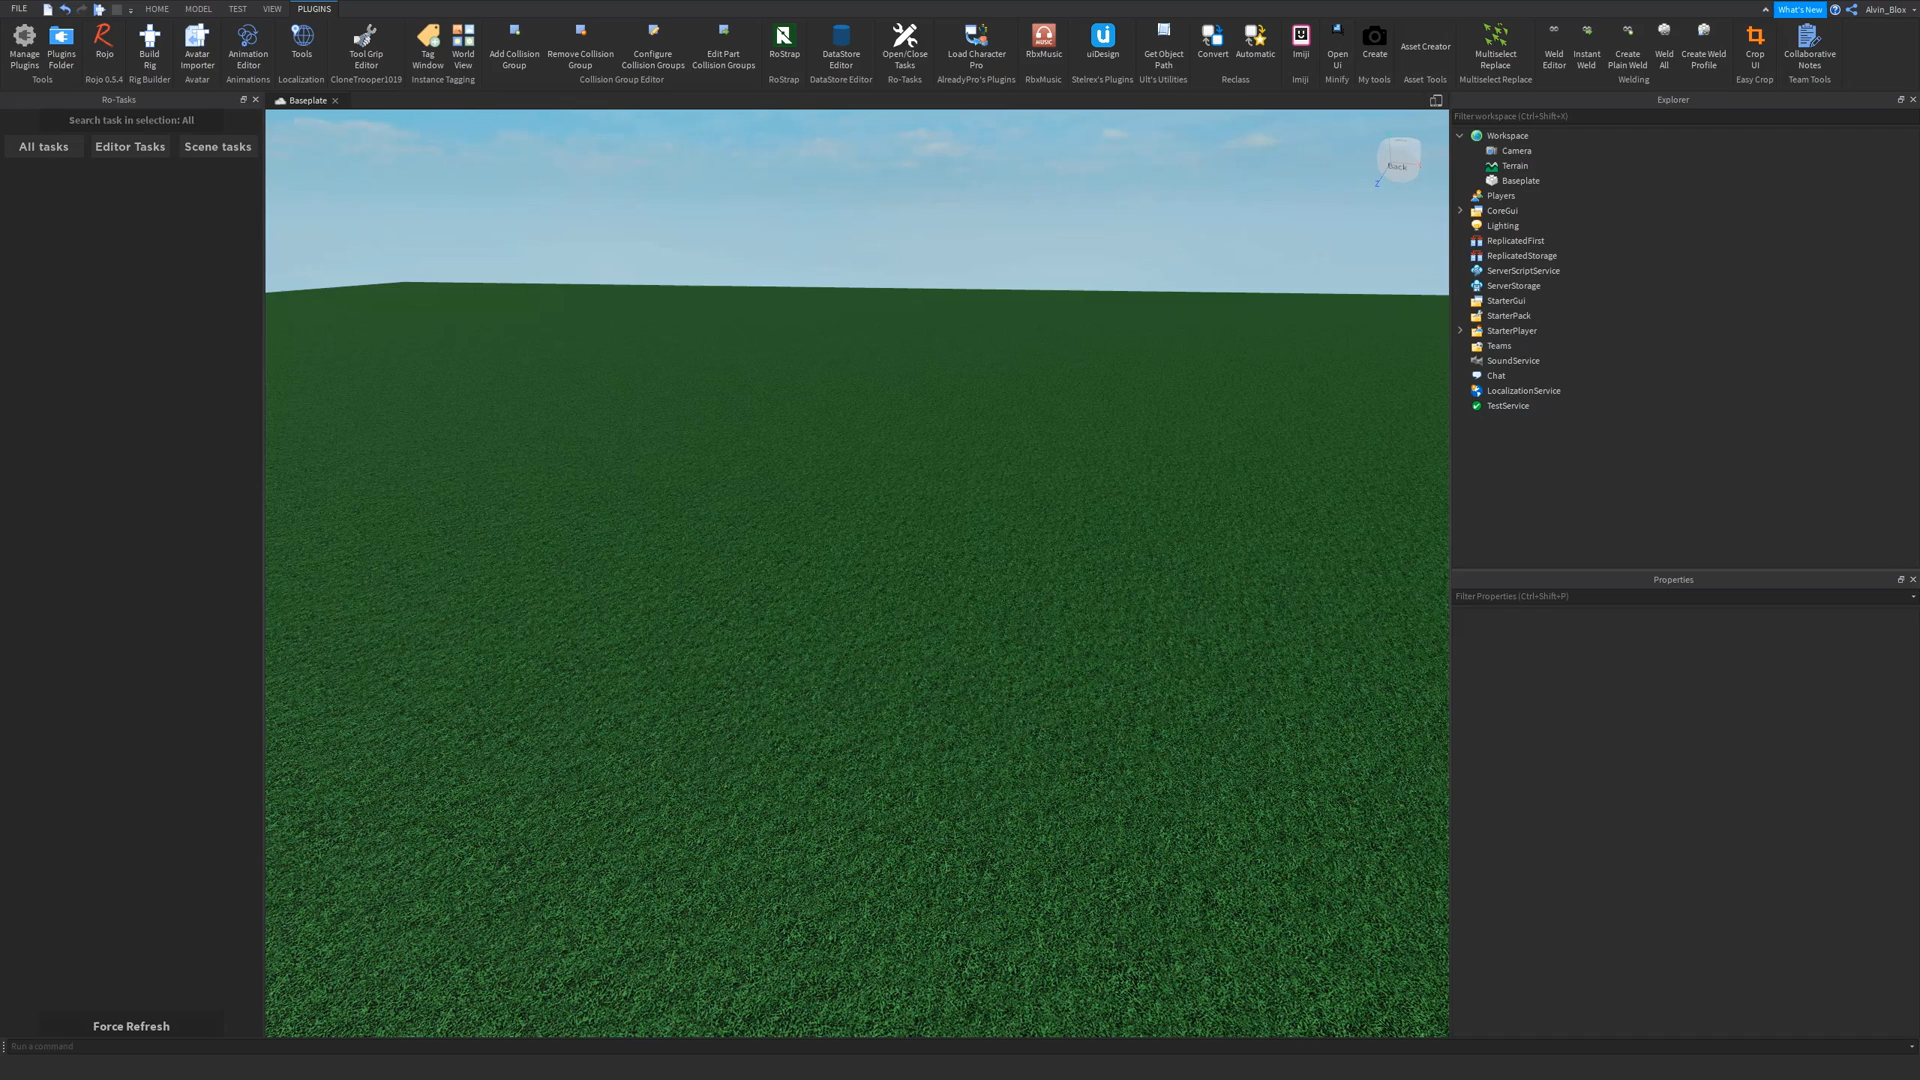 FILE
HOME
MODEL
TEST
VIEW
PLUGINS
What's New
Alvin_Blox
Manage Plugins
Plugins Folder
Tools
Rojo
Rojo 0.5.4
Build Rig
Rig Builder
Avatar Importer
Avatar
Animation Editor
Animations
Tools
Localization
Tool Grip Editor
CloneTrooper1019
Tag Window
World View
Instance Tagging
Add Collision Group
Remove Collision Group
Configure Collision Groups
Edit Part Collision Groups
Collision Group Editor
RoStrap
RoStrap
DataStore Editor
DataStore Editor
Open/Close Tasks
Ro-Tasks
Load Character Pro
AlreadyPro's Plugins
RbxMusic
RbxMusic
uiDesign
Stelrex's Plugins
Get Object Path
Ult's Utilities
Convert
Automatic
Reclass
Imiji
Imiji
Open Ui
Minify
Create
My tools
Asset Creator
Asset Tools
Multiselect Replace
Multiselect Replace
Weld Editor
Instant Weld
Create Plain Weld
Weld All
Create Weld Profile
Welding
Crop UI
Easy Crop
Collaborative Notes
Team Tools
Ro-Tasks
Search task in selection: All
All tasks
Editor Tasks
Scene tasks
Force Refresh
Baseplate
Back
Z
Explorer
Filter workspace (Ctrl+Shift+X)
Workspace
Camera
Terrain
Baseplate
Players
CoreGui
Lighting
ReplicatedFirst
ReplicatedStorage
ServerScriptService
ServerStorage
StarterGui
StarterPack
StarterPlayer
Teams
SoundService
Chat
LocalizationService
TestService
Properties
Filter Properties (Ctrl+Shift+P)
Run a command